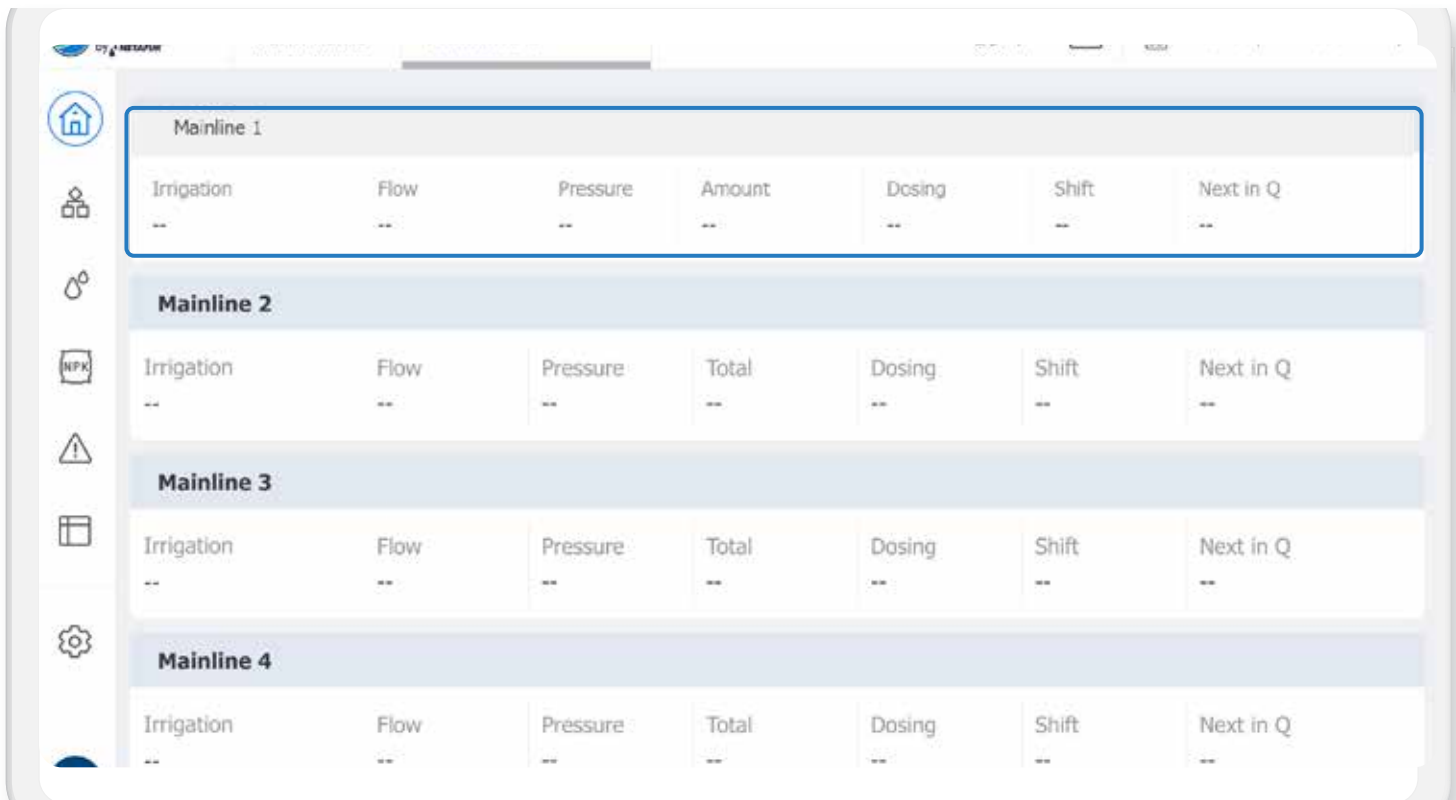 by NETAFIM
Mainline 1
Irrigation Flow Pressure Amount Dosing Shift Next in Q
-- -- -- -- -- -- --
Mainline 2
Irrigation Flow Pressure Total Dosing Shift Next in Q
-- -- -- -- -- -- --
NPK
Mainline 3
Irrigation Flow Pressure Total Dosing Shift Next in Q
-- -- -- -- -- -- --
Mainline 4
Irrigation Flow Pressure Total Dosing Shift Next in Q
-- -- -- -- -- -- --